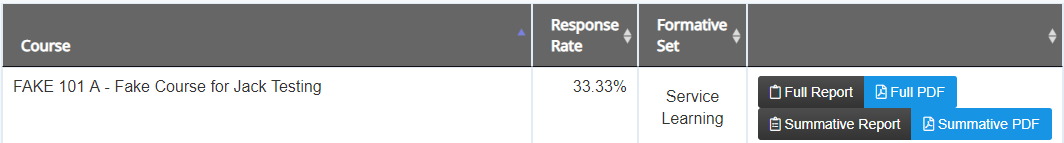 Course
Response Rate
Formative Set
FAKE 101 A - Fake Course for Jack Testing
33.33%
Service Learning
Full Report
Full PDF
Summative Report
Summative PDF